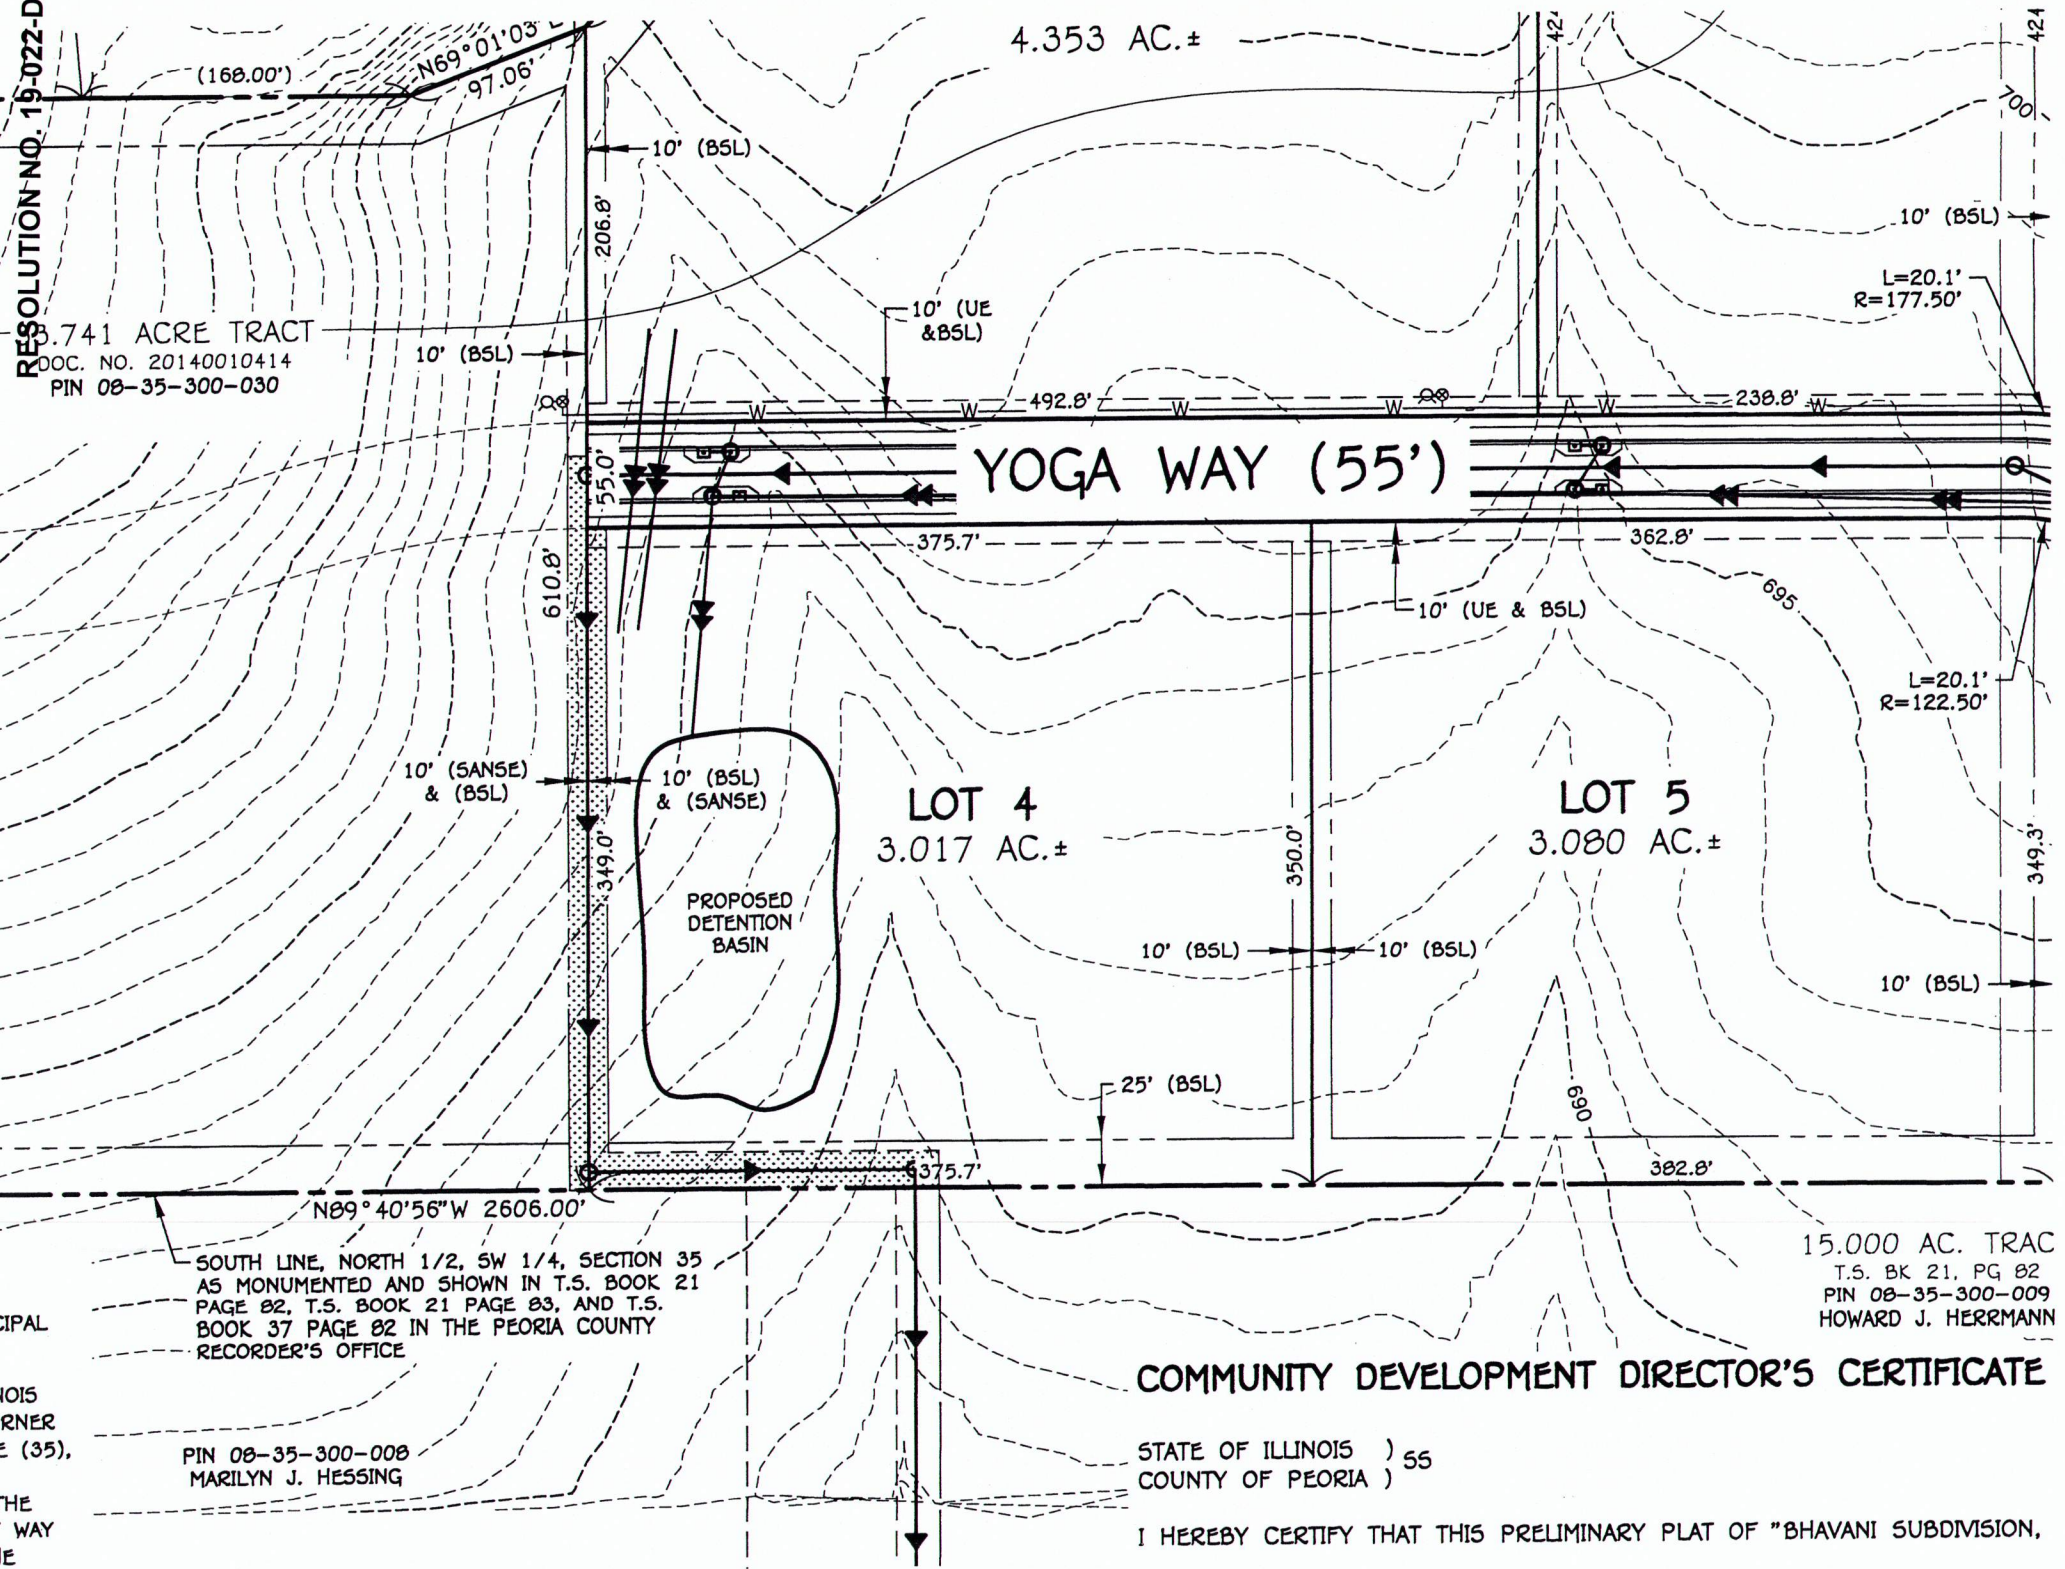 RESOLUTION NO. 19-022-D
(168.00')
N69°01'03"
97.06'
4.353 AC.±
424
424
700
10' (BSL)
206.8'
10' (BSL)
L=20.1'
R=177.50'
10' (UE
&BSL)
3.741 ACRE TRACT
DOC. NO. 20140010414
PIN 08-35-300-030
10' (BSL)
W
W
492.8'
W
W
W
238.8'
W
55.0'
YOGA WAY (55')
375.7'
362.8'
610.8'
10' (UE & BSL)
695
L=20.1'
R=122.50'
10' (SANSE)
& (BSL)
10' (BSL)
& (SANSE)
LOT 4
3.017 AC.±
LOT 5
3.080 AC.±
349.0'
350.0'
349.3'
PROPOSED
DETENTION
BASIN
10' (BSL)
10' (BSL)
10' (BSL)
25' (BSL)
690
375.7'
382.8'
N89°40'56"W 2606.00'
SOUTH LINE, NORTH 1/2, SW 1/4, SECTION 35
AS MONUMENTED AND SHOWN IN T.S. BOOK 21
PAGE 82, T.S. BOOK 21 PAGE 83, AND T.S.
BOOK 37 PAGE 82 IN THE PEORIA COUNTY
RECORDER'S OFFICE
15.000 AC. TRAC
T.S. BK 21, PG 82
PIN 08-35-300-009
HOWARD J. HERRMANN
CIPAL
NOIS
RNER
E (35),
THE
WAY
NE
PIN 08-35-300-008
MARILYN J. HESSING
COMMUNITY DEVELOPMENT DIRECTOR'S CERTIFICATE
STATE OF ILLINOIS )
SS
COUNTY OF PEORIA )
I HEREBY CERTIFY THAT THIS PRELIMINARY PLAT OF "BHAVANI SUBDIVISION,